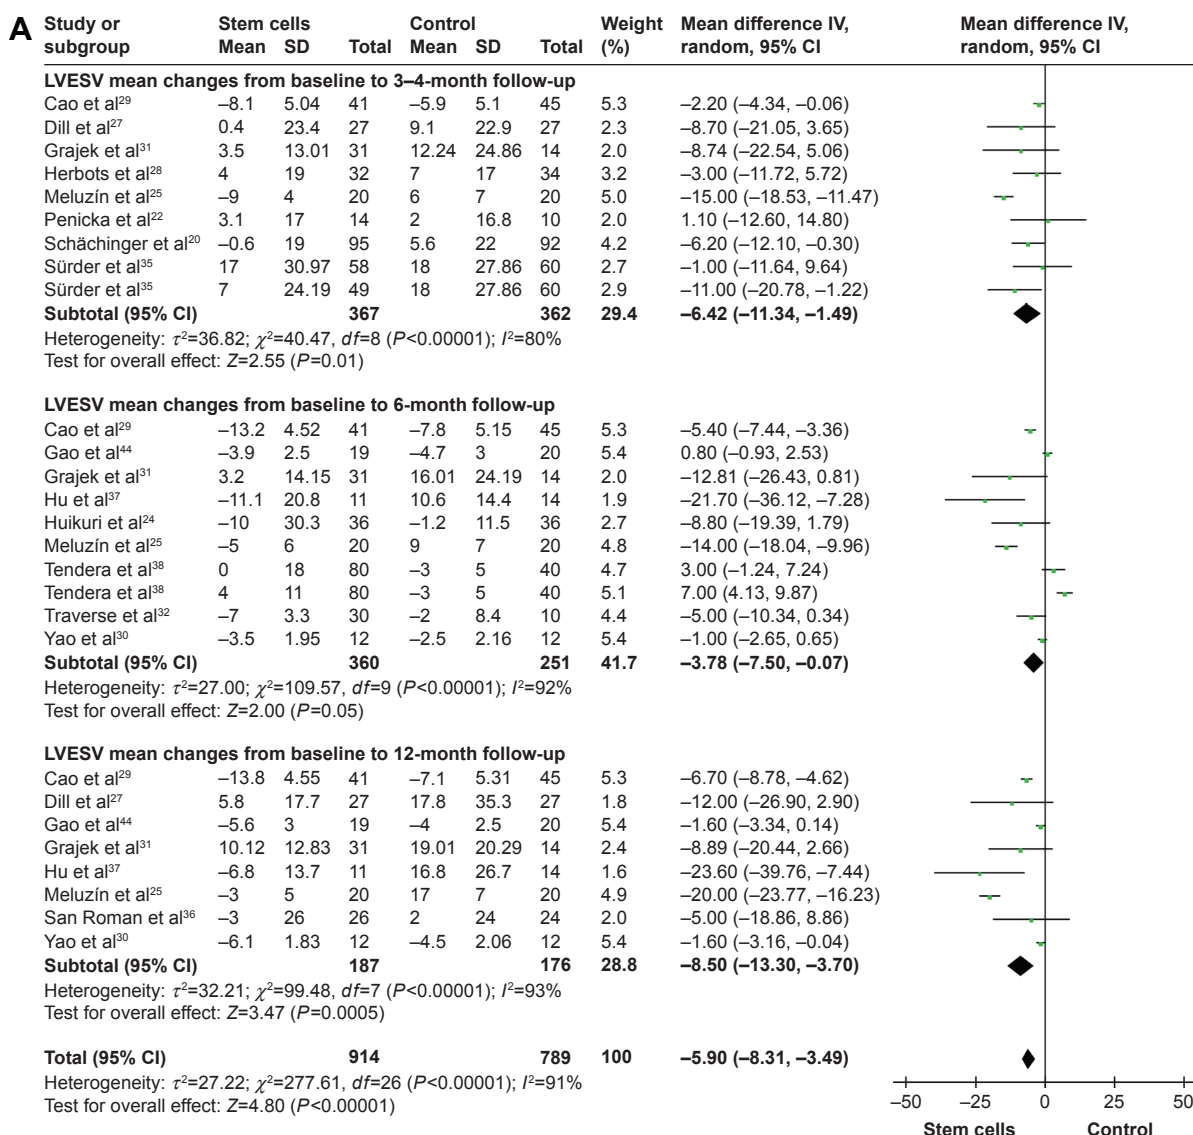 A
Study or subgroup Stem cells Control Weight (%) Mean difference IV, random, 95% CI Mean difference IV, random, 95% CI
Mean SD Total Mean SD Total
LVESV mean changes from baseline to 3–4-month follow-up
Cao et al29 –8.1 5.04 41 –5.9 5.1 45 5.3 –2.20 (–4.34, –0.06)
Dill et al27 0.4 23.4 27 9.1 22.9 27 2.3 –8.70 (–21.05, 3.65)
Grajek et al31 3.5 13.01 31 12.24 24.86 14 2.0 –8.74 (–22.54, 5.06)
Herbots et al28 4 19 32 7 17 34 3.2 –3.00 (–11.72, 5.72)
Meluzín et al25 –9 4 20 6 7 20 5.0 –15.00 (–18.53, –11.47)
Penicka et al22 3.1 17 14 2 16.8 10 2.0 1.10 (–12.60, 14.80)
Schächinger et al20 –0.6 19 95 5.6 22 92 4.2 –6.20 (–12.10, –0.30)
Sürder et al35 17 30.97 58 18 27.86 60 2.7 –1.00 (–11.64, 9.64)
Sürder et al35 7 24.19 49 18 27.86 60 2.9 –11.00 (–20.78, –1.22)
Subtotal (95% CI) 367 362 29.4 –6.42 (–11.34, –1.49)
Heterogeneity: τ2=36.82; χ2=40.47, df=8 (P<0.00001); I2=80%
Test for overall effect: Z=2.55 (P=0.01)
LVESV mean changes from baseline to 6-month follow-up
Cao et al29 –13.2 4.52 41 –7.8 5.15 45 5.3 –5.40 (–7.44, –3.36)
Gao et al44 –3.9 2.5 19 –4.7 3 20 5.4 0.80 (–0.93, 2.53)
Grajek et al31 3.2 14.15 31 16.01 24.19 14 2.0 –12.81 (–26.43, 0.81)
Hu et al37 –11.1 20.8 11 10.6 14.4 14 1.9 –21.70 (–36.12, –7.28)
Huikuri et al24 –10 30.3 36 –1.2 11.5 36 2.7 –8.80 (–19.39, 1.79)
Meluzín et al25 –5 6 20 9 7 20 4.8 –14.00 (–18.04, –9.96)
Tendera et al38 0 18 80 –3 5 40 4.7 3.00 (–1.24, 7.24)
Tendera et al38 4 11 80 –3 5 40 5.1 7.00 (4.13, 9.87)
Traverse et al32 –7 3.3 30 –2 8.4 10 4.4 –5.00 (–10.34, 0.34)
Yao et al30 –3.5 1.95 12 –2.5 2.16 12 5.4 –1.00 (–2.65, 0.65)
Subtotal (95% CI) 360 251 41.7 –3.78 (–7.50, –0.07)
Heterogeneity: τ2=27.00; χ2=109.57, df=9 (P<0.00001); I2=92%
Test for overall effect: Z=2.00 (P=0.05)
LVESV mean changes from baseline to 12-month follow-up
Cao et al29 –13.8 4.55 41 –7.1 5.31 45 5.3 –6.70 (–8.78, –4.62)
Dill et al27 5.8 17.7 27 17.8 35.3 27 1.8 –12.00 (–26.90, 2.90)
Gao et al44 –5.6 3 19 –4 2.5 20 5.4 –1.60 (–3.34, 0.14)
Grajek et al31 10.12 12.83 31 19.01 20.29 14 2.4 –8.89 (–20.44, 2.66)
Hu et al37 –6.8 13.7 11 16.8 26.7 14 1.6 –23.60 (–39.76, –7.44)
Meluzín et al25 –3 5 20 17 7 20 4.9 –20.00 (–23.77, –16.23)
San Roman et al36 –3 26 26 2 24 24 2.0 –5.00 (–18.86, 8.86)
Yao et al30 –6.1 1.83 12 –4.5 2.06 12 5.4 –1.60 (–3.16, –0.04)
Subtotal (95% CI) 187 176 28.8 –8.50 (–13.30, –3.70)
Heterogeneity: τ2=32.21; χ2=99.48, df=7 (P<0.00001); I2=93%
Test for overall effect: Z=3.47 (P=0.0005)
Total (95% CI) 914 789 100 –5.90 (–8.31, –3.49)
Heterogeneity: τ2=27.22; χ2=277.61, df=26 (P<0.00001); I2=91%
Test for overall effect: Z=4.80 (P<0.00001)
–50 –25 0 25 50
Stem cells Control